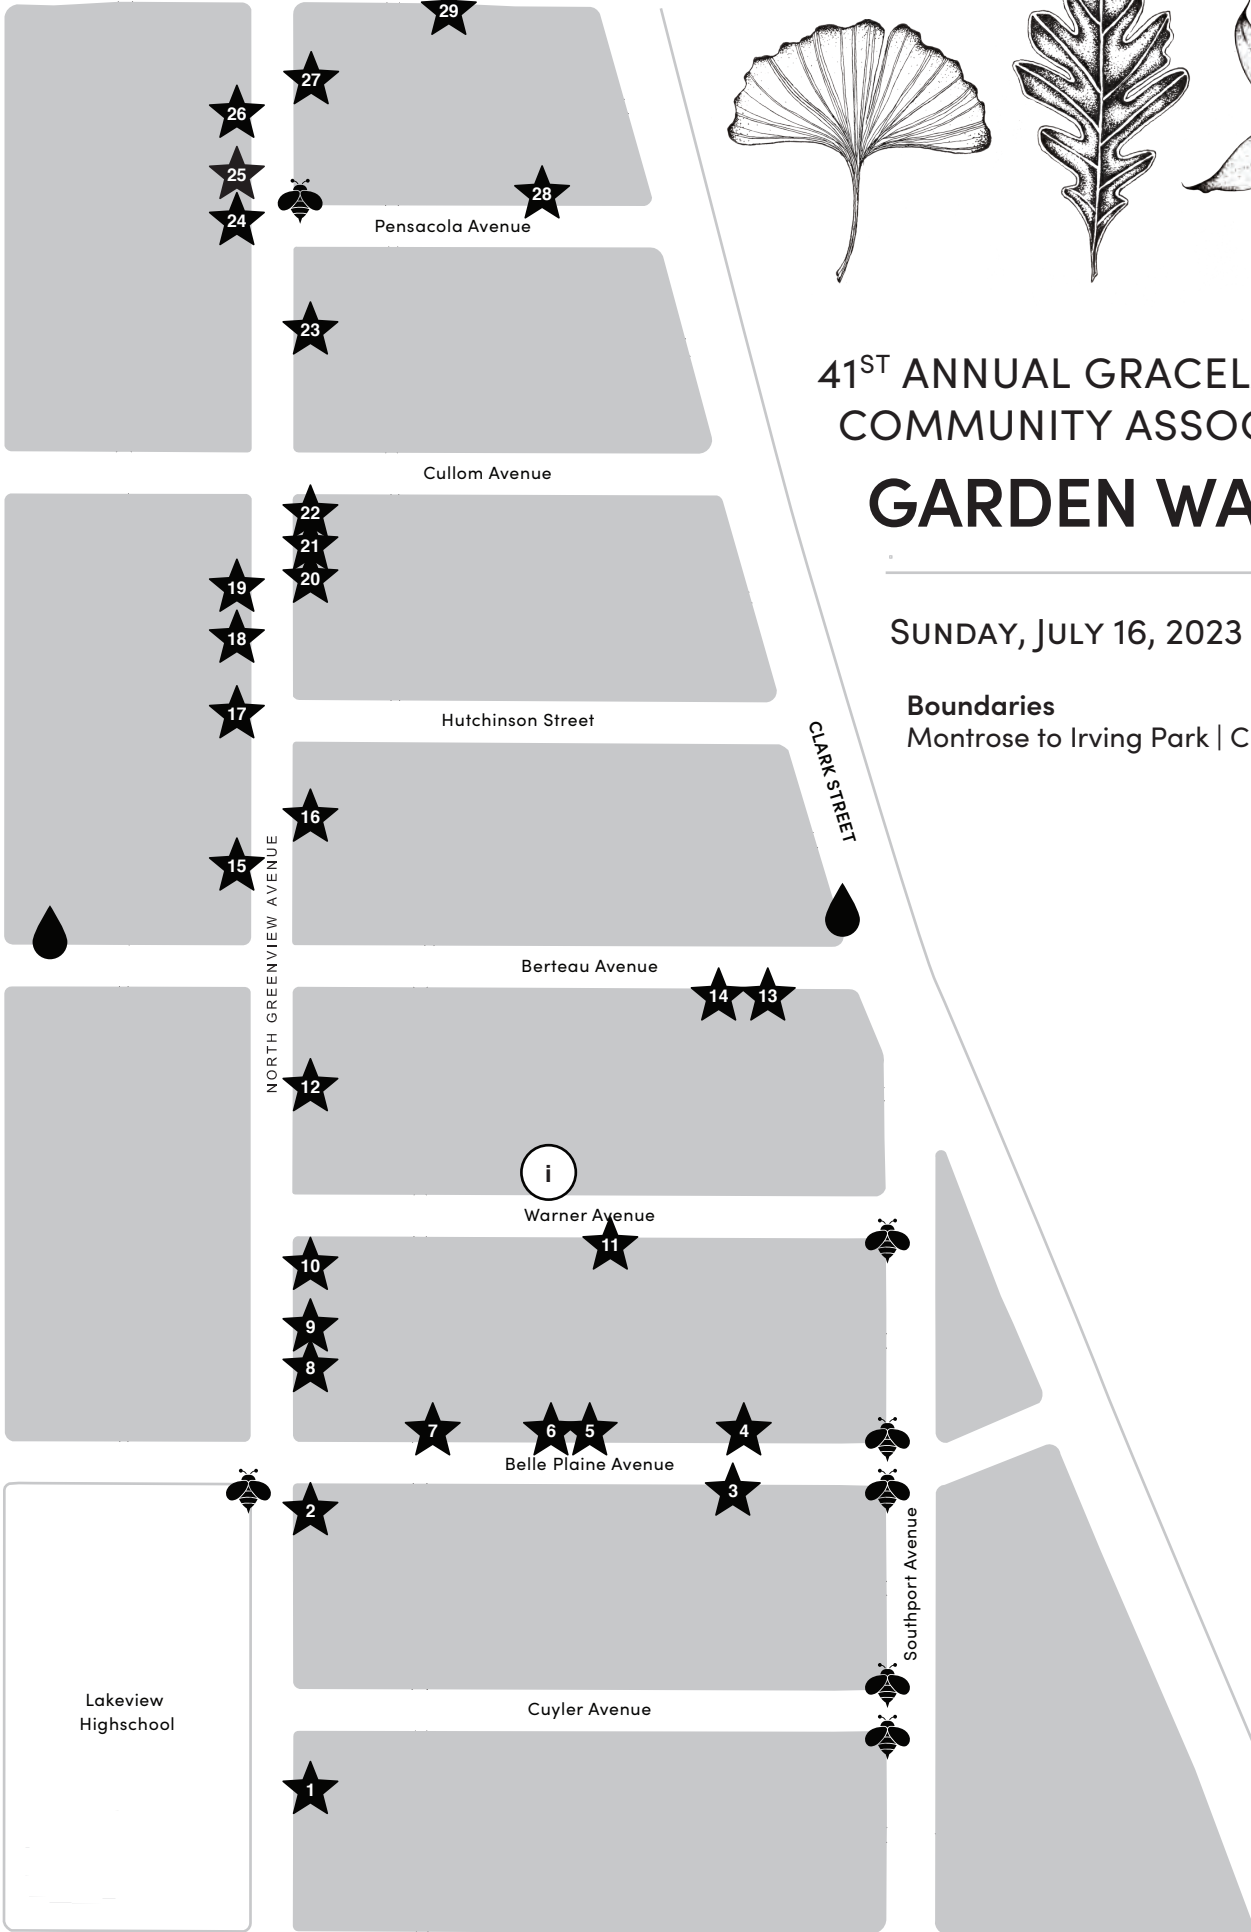 29
27
26
25
24
28
Pensacola Avenue
23
41ST ANNUAL GRACEL
COMMUNITY ASSOC
GARDEN WA
SUNDAY, JULY 16, 2023
Boundaries
Montrose to Irving Park | C
Cullom Avenue
22
21
20
19
18
17
Hutchinson Street
CLARK STREET
16
15
NORTH GREENVIEW AVENUE
Berteau Avenue
14
13
12
i
Warner Avenue
11
10
9
8
7
6
5
4
Belle Plaine Avenue
3
2
Southport Avenue
Lakeview
Highschool
Cuyler Avenue
1